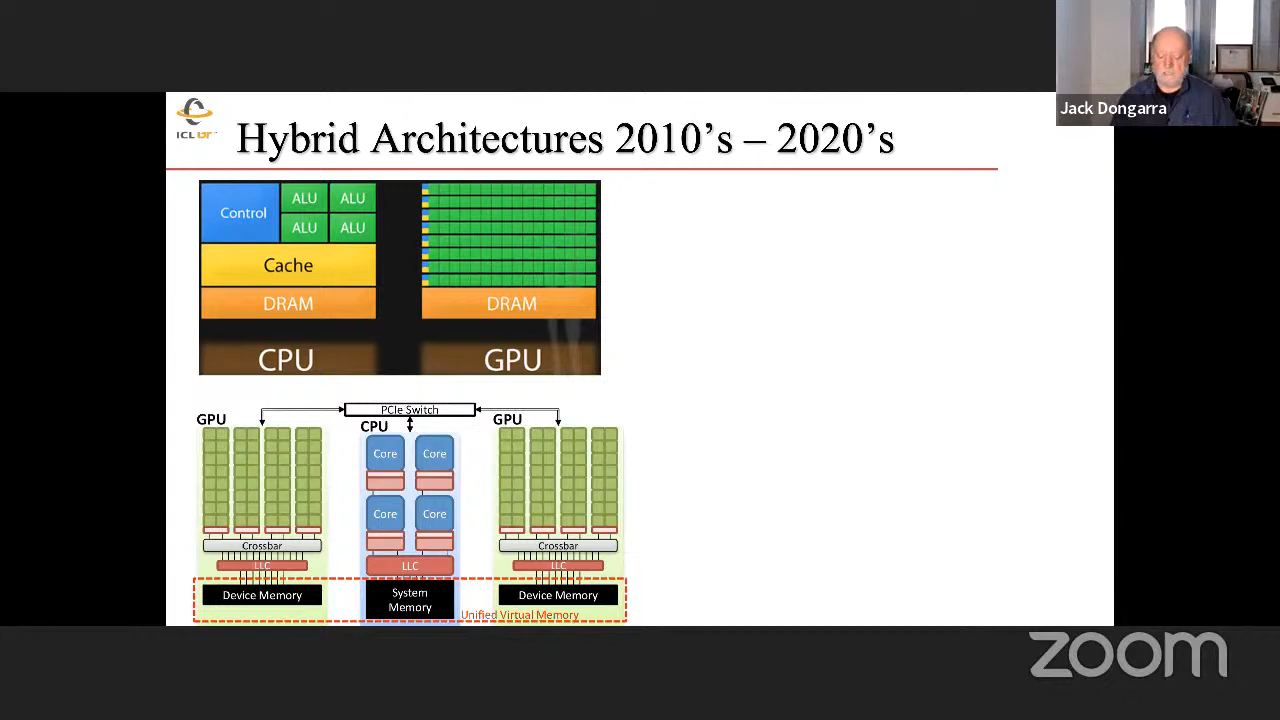 Jack Dongarra
ICL
Hybrid Architectures 2010's – 2020's
Control
ALU
ALU
ALU
ALU
Cache
DRAM
DRAM
CPU
GPU
PCIe Switch
GPU
CPU
GPU
Core
Core
Core
Core
Crossbar
Crossbar
LLC
LLC
LLC
Device Memory
System
Memory
Device Memory
Unified Virtual Memory
zoom